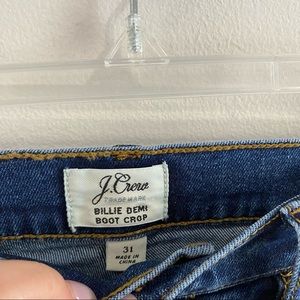 J.Crew
TRADEMARK
BILLIE DEMI
BOOT CROP
31
MADE IN
CHINA